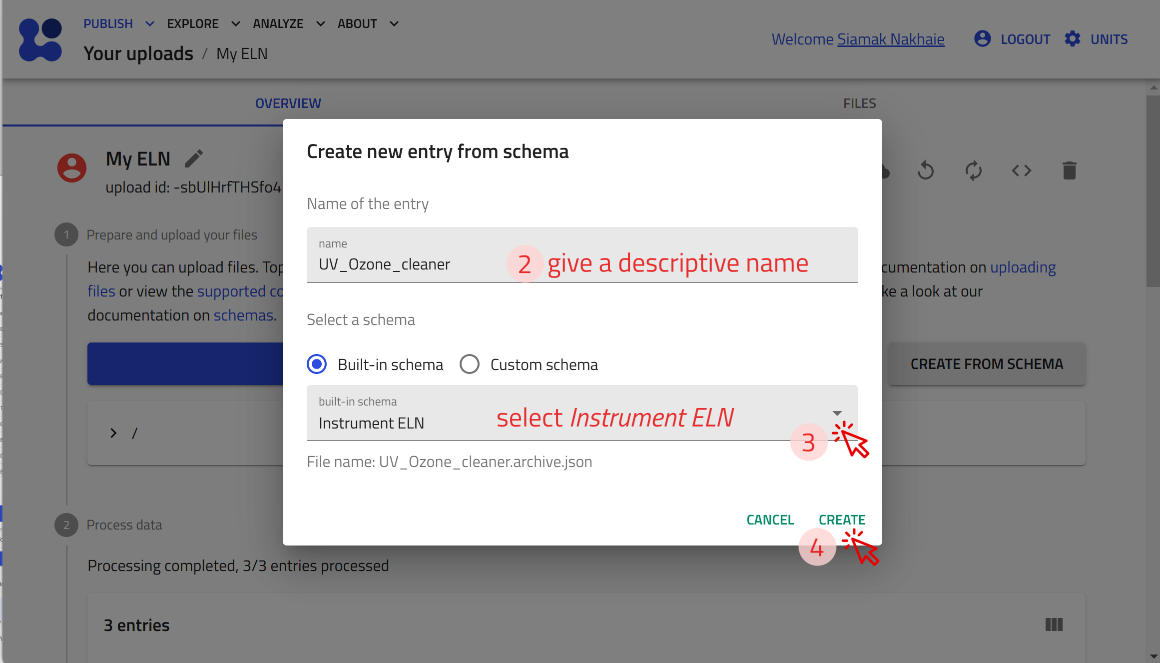 PUBLISH EXPLORE ANALYZE ABOUT
Your uploads / My ELN
Welcome Siamak Nakhaie LOGOUT UNITS
OVERVIEW FILES
Create new entry from schema
My ELN
upload id: -sbUIHrfTHSfo4
Name of the entry
1 Prepare and upload your files
name
UV_Ozone_cleaner
2 give a descriptive name
Here you can upload files. Top
cumentation on uploading
files or view the supported co
ke a look at our
documentation on schemas.
Select a schema
Built-in schema Custom schema
CREATE FROM SCHEMA
built-in schema
Instrument ELN
select Instrument ELN
3
/
File name: UV_Ozone_cleaner.archive.json
CANCEL CREATE
4
2 Process data
Processing completed, 3/3 entries processed
3 entries